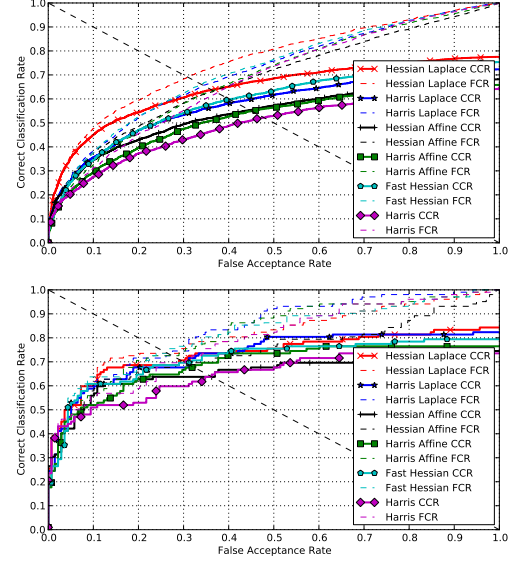 1.0
0.9
0.8
0.7
0.6
0.5
0.4
0.3
0.2
0.1
0.0
Correct Classification Rate
Hessian Laplace CCR
Hessian Laplace FCR
Harris Laplace CCR
Harris Laplace FCR
Hessian Affine CCR
Hessian Affine FCR
Harris Affine CCR
Harris Affine FCR
Fast Hessian CCR
Fast Hessian FCR
Harris CCR
Harris FCR
0.0 0.1 0.2 0.3 0.4 0.5 0.6 0.7 0.8 0.9 1.0
False Acceptance Rate
1.0
0.9
0.8
0.7
0.6
0.5
0.4
0.3
0.2
0.1
0.0
Correct Classification Rate
Hessian Laplace CCR
Hessian Laplace FCR
Harris Laplace CCR
Harris Laplace FCR
Hessian Affine CCR
Hessian Affine FCR
Harris Affine CCR
Harris Affine FCR
Fast Hessian CCR
Fast Hessian FCR
Harris CCR
Harris FCR
0.0 0.1 0.2 0.3 0.4 0.5 0.6 0.7 0.8 0.9 1.0
False Acceptance Rate